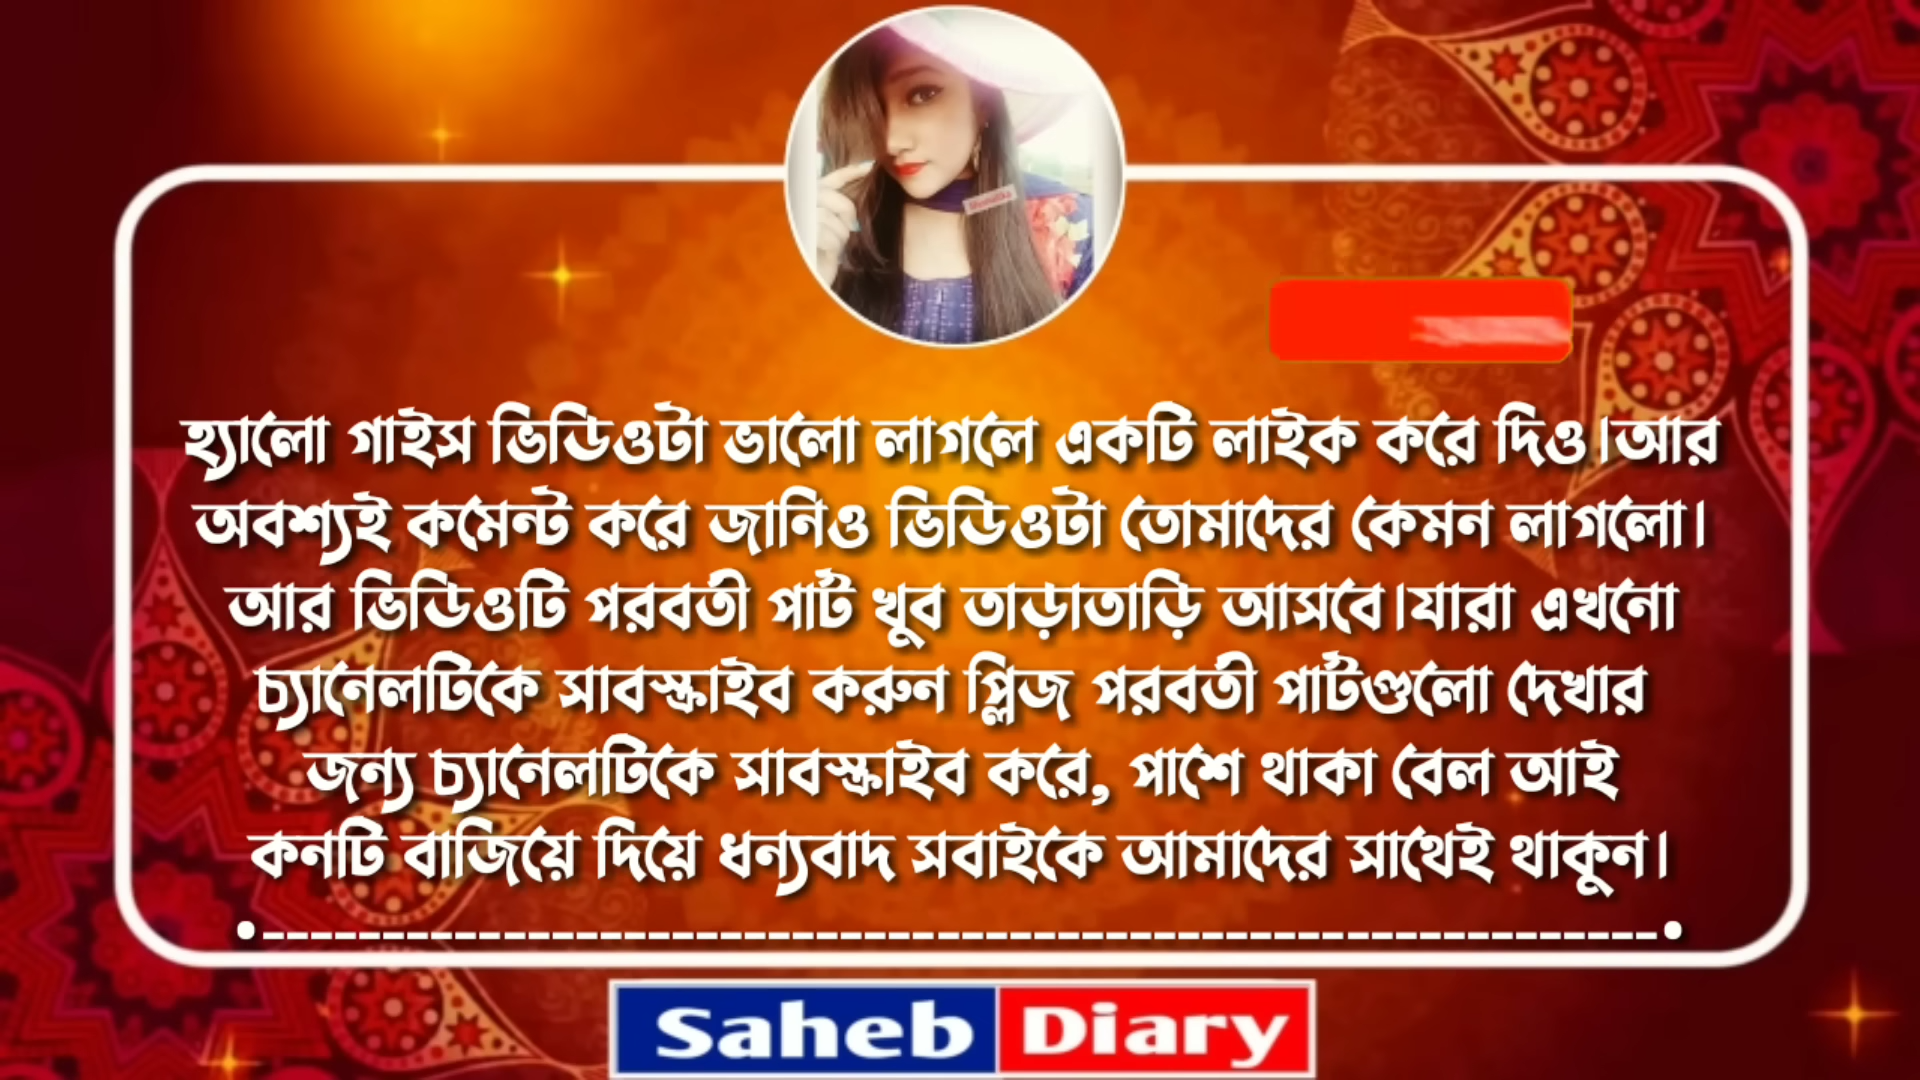 হ্যালো গাইস ভিডিওটা ভালো লাগলে একটি লাইক করে দিও।আর
অবশ্যই কমেন্ট করে জানিও ভিডিওটা তোমাদের কেমন লাগলো।
আর ভিডিওটি পরবর্তী পার্ট খুব তাড়াতাড়ি আসবে।যারা এখনো
চ্যানেলটিকে সাবস্ক্রাইব করুন প্লিজ পরবর্তী পার্টগুলো দেখার
জন্য চ্যানেলটিকে সাবস্ক্রাইব করে, পাশে থাকা বেল আই
কনটি বাজিয়ে দিয়ে ধন্যবাদ সবাইকে আমাদের সাথেই থাকুন।
Saheb Diary